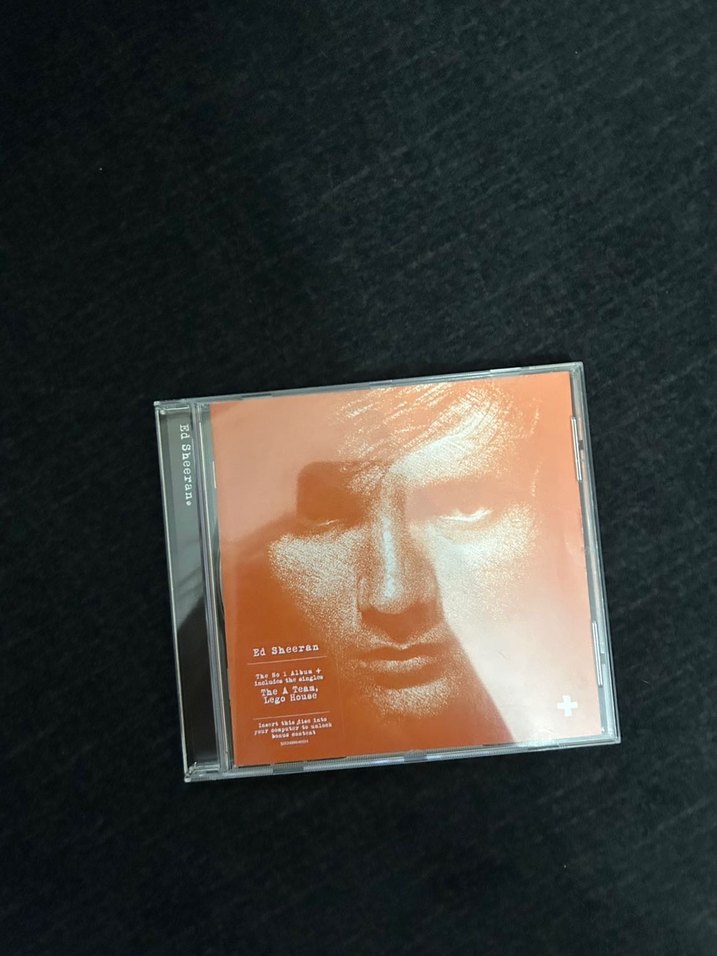 Ed Sheeran
Ed Sheeran
The No 1 Album +
includes the singles
The A Team,
Lego House
Insert this disc into
your computer to unlock
bonus content